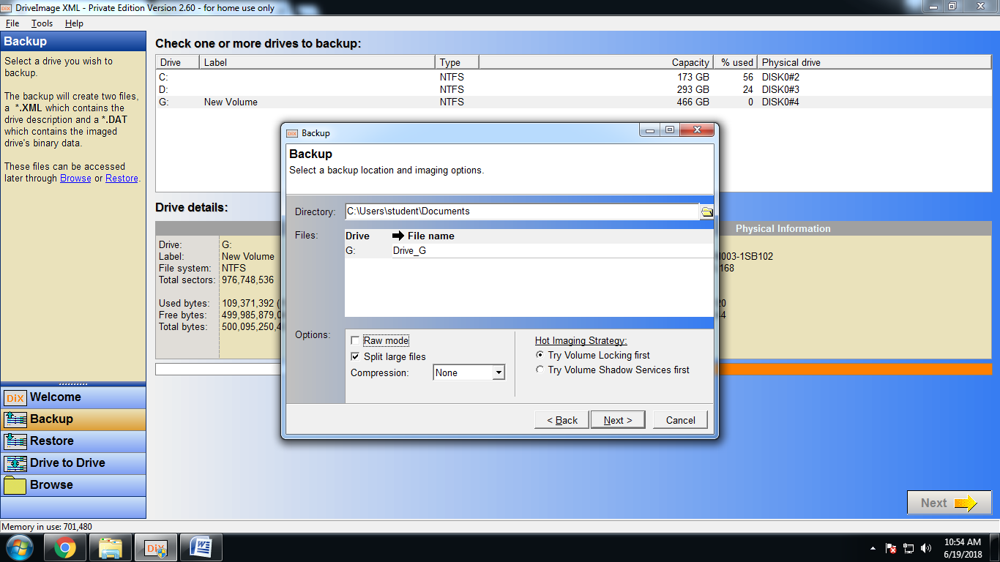 DriveImage XML - Private Edition Version 2.60 - for home use only
File Tools Help
Backup
Select a drive you wish to
backup.
The backup will create two files,
a *.XML which contains the
drive description and a *.DAT
which contains the imaged
drive's binary data.
These files can be accessed
later through Browse or Restore.
Check one or more drives to backup:
Drive Label Type Capacity % used Physical drive
C: NTFS 173 GB 56 DISK0#2
D: NTFS 293 GB 24 DISK0#3
G: New Volume NTFS 466 GB 0 DISK0#4
Drive details:
Physical Information
Drive: G:
Label: New Volume
File system: NTFS
Total sectors: 976,748,536
Used bytes: 109,371,392 (
Free bytes: 499,985,879,0
Total bytes: 500,095,250,4
003-1SB102
168
20
4
DiX Backup
Backup
Select a backup location and imaging options.
Directory: C:\Users\student\Documents
Files:
Drive File name
G: Drive_G
Options:
Raw mode
Split large files
Compression: None
Hot Imaging Strategy:
Try Volume Locking first
Try Volume Shadow Services first
< Back Next > Cancel
DiX Welcome
Backup
Restore
Drive to Drive
Browse
Next
Memory in use: 701,480
DiX
W
10:54 AM
6/19/2018